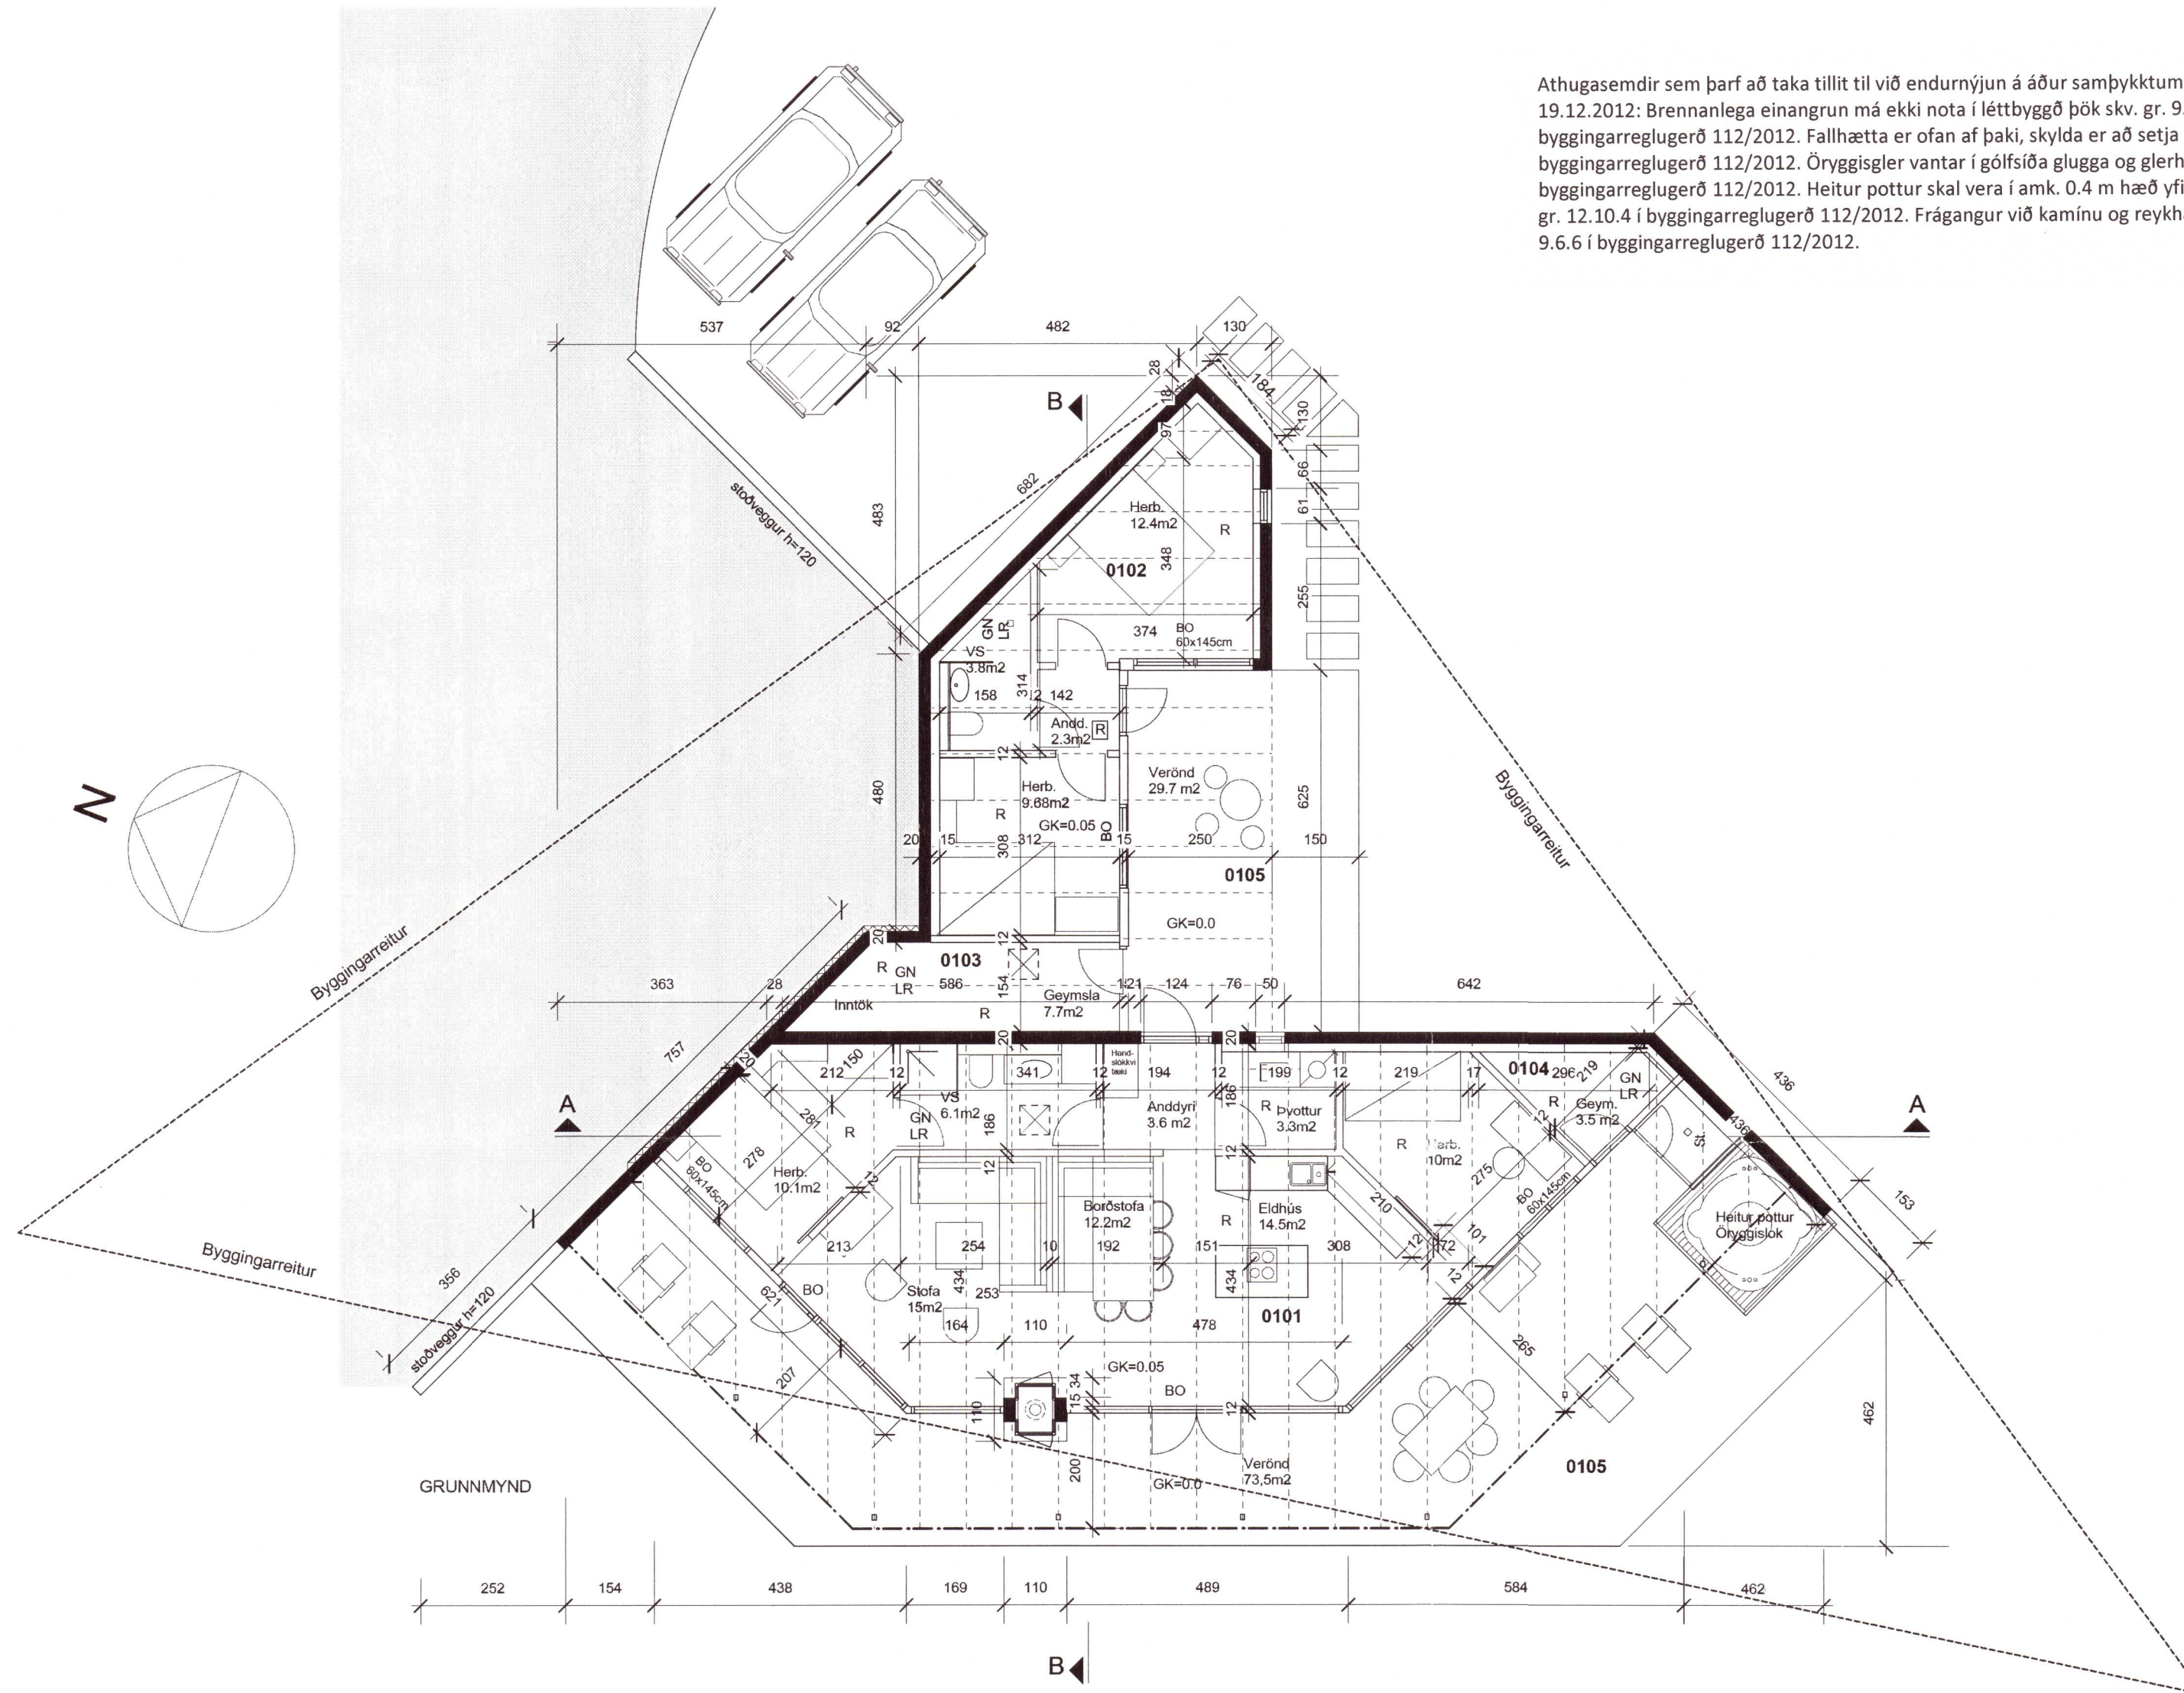 Athugasemdir sem þarf að taka tillit til við endurnýjun á áður samþykktum
19.12.2012: Brennanlega einangrun má ekki nota í léttbyggð þök skv. gr. 9.
byggingarreglugerð 112/2012. Fallhætta er ofan af þaki, skylda er að setja
byggingarreglugerð 112/2012. Öryggisgler vantar í gólfsíða glugga og glerh
byggingarreglugerð 112/2012. Heitur pottur skal vera í amk. 0.4 m hæð yfi
gr. 12.10.4 í byggingarreglugerð 112/2012. Frágangur við kamínu og reykh
9.6.6 í byggingarreglugerð 112/2012.
537
92
482
130
28
18
184
130
B
97
66
682
61
stoðveggur h=120
483
Herb.
12.4m2
R
348
0102
255
374
BO
60x145cm
GN
LR
VS
3.8m2
314
158
12
142
Andd.
2.3m2
R
12
N
Verönd
29.7 m2
Herb.
9.68m2
480
625
R
GK=0.05
BO
Byggingarreitur
20
15
308
312
15
250
150
0105
GK=0.0
Byggingarreitur
20
12
0103
R
GN
LR
363
28
586
154
121
124
76
50
642
Inntök
Geymsla
7.7m2
R
20
20
757
20
150
Hand-
slökkvi
tæki
212
12
341
12
194
12
199
12
219
17
0104
296
219
GN
LR
436
A
VS
6.1m2
GN
LR
186
Anddyri
3.6 m2
186
R
Þvottur
3.3m2
R
Geym.
3.5 m2
12
436
St.
A
281
R
278
BO
60x145cm
Herb.
10.1m2
12
12
12
R
Herb.
10m2
275
BO
60x145cm
153
Borðstofa
12.2m2
R
Eldhús
14.5m2
210
Heitur pottur
Öryggislok
213
254
10
192
151
308
12
72
101
12
Byggingarreitur
356
stoðveggur h=120
621
BO
Stofa
15m2
434
253
434
0101
164
110
478
265
207
GK=0.05
BO
110
15
34
12
462
200
Verönd
73,5m2
GK=0.0
0105
GRUNNMYND
252
154
438
169
110
489
584
462
B